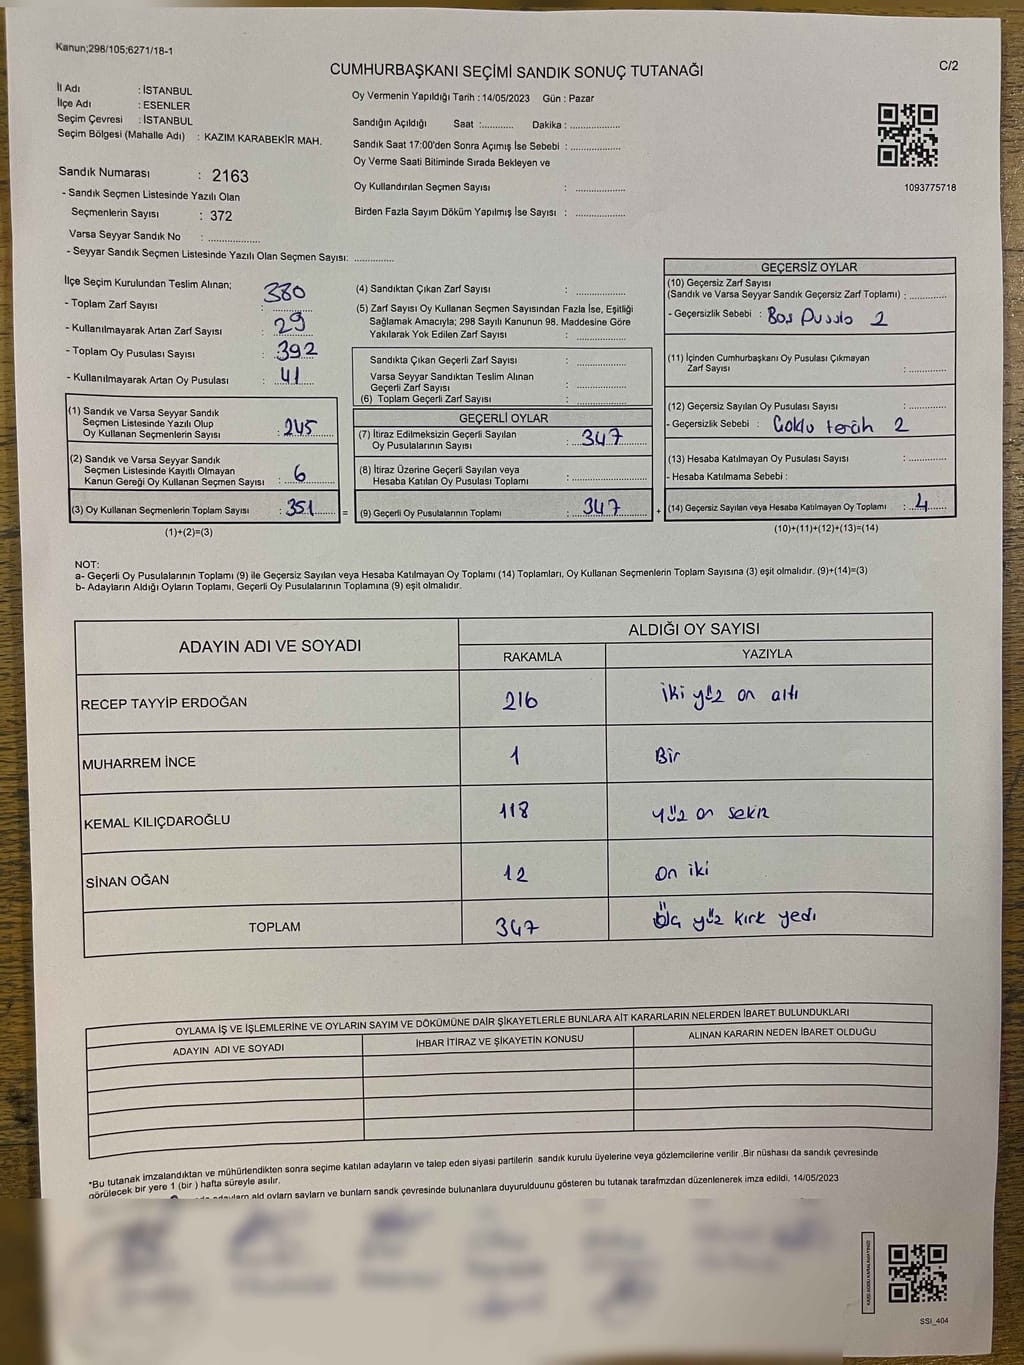 Kanun;298/105;6271/18-1
CUMHURBAŞKANI SEÇİMİ SANDIK SONUÇ TUTANAĞI
C/2
İl Adı : İSTANBUL
İlçe Adı : ESENLER
Seçim Çevresi : İSTANBUL
Seçim Bölgesi (Mahalle Adı) : KAZIM KARABEKİR MAH.
Sandık Numarası : 2163
- Sandık Seçmen Listesinde Yazılı Olan
Seçmenlerin Sayısı : 372
Varsa Seyyar Sandık No : ..............
- Seyyar Sandık Seçmen Listesinde Yazılı Olan Seçmen Sayısı: ..............
Oy Vermenin Yapıldığı Tarih : 14/05/2023 Gün : Pazar
Sandığın Açıldığı Saat :........... Dakika : ..............
Sandık Saat 17:00'den Sonra Açımış İse Sebebi : ..............
Oy Verme Saati Bitiminde Sırada Bekleyen ve
Oy Kullandırılan Seçmen Sayısı : ..............
Birden Fazla Sayım Döküm Yapılmış İse Sayısı : ..............
1093775718
İlçe Seçim Kurulundan Teslim Alınan;
- Toplam Zarf Sayısı : 380
- Kullanılmayarak Artan Zarf Sayısı : 29
- Toplam Oy Pusulası Sayısı : 392
- Kullanılmayarak Artan Oy Pusulası : 41
(1) Sandık ve Varsa Seyyar Sandık
Seçmen Listesinde Yazılı Olup
Oy Kullanan Seçmenlerin Sayısı : 245
(2) Sandık ve Varsa Seyyar Sandık
Seçmen Listesinde Kayıtlı Olmayan
Kanun Gereği Oy Kullanan Seçmen Sayısı : 6
(3) Oy Kullanan Seçmenlerin Toplam Sayısı : 351 =
(1)+(2)=(3)
(4) Sandıktan Çıkan Zarf Sayısı : ..............
(5) Zarf Sayısı Oy Kullanan Seçmen Sayısından Fazla İse, Eşitliği
Sağlamak Amacıyla; 298 Sayılı Kanunun 98. Maddesine Göre
Yakılarak Yok Edilen Zarf Sayısı : ..............
Sandıkta Çıkan Geçerli Zarf Sayısı : ..............
Varsa Seyyar Sandıktan Teslim Alınan
Geçerli Zarf Sayısı : ..............
(6) Toplam Geçerli Zarf Sayısı : ..............
GEÇERLİ OYLAR
(7) İtiraz Edilmeksizin Geçerli Sayılan
Oy Pusulalarının Sayısı : 347
(8) İtiraz Üzerine Geçerli Sayılan veya
Hesaba Katılan Oy Pusulası Toplamı : ..............
(9) Geçerli Oy Pusulalarının Toplamı : 347 +
GEÇERSİZ OYLAR
(10) Geçersiz Zarf Sayısı
(Sandık ve Varsa Seyyar Sandık Geçersiz Zarf Toplamı) : ............
- Geçersizlik Sebebi : Boş Pusula 2
(11) İçinden Cumhurbaşkanı Oy Pusulası Çıkmayan
Zarf Sayısı : ............
(12) Geçersiz Sayılan Oy Pusulası Sayısı : ............
- Geçersizlik Sebebi : Çoklu tercih 2
(13) Hesaba Katılmayan Oy Pusulası Sayısı : ............
- Hesaba Katılmama Sebebi :
(14) Geçersiz Sayılan veya Hesaba Katılmayan Oy Toplamı : 4
(10)+(11)+(12)+(13)=(14)
NOT:
a- Geçerli Oy Pusulalarının Toplamı (9) ile Geçersiz Sayılan veya Hesaba Katılmayan Oy Toplamı (14) Toplamları, Oy Kullanan Seçmenlerin Toplam Sayısına (3) eşit olmalıdır. (9)+(14)=(3)
b- Adayların Aldığı Oyların Toplamı, Geçerli Oy Pusulalarının Toplamına (9) eşit olmalıdır.
ADAYIN ADI VE SOYADI
ALDIĞI OY SAYISI
RAKAMLA YAZIYLA
RECEP TAYYİP ERDOĞAN 216 iki yüz on altı
MUHARREM İNCE 1 Bir
KEMAL KILIÇDAROĞLU 118 yüz on sekiz
SİNAN OĞAN 12 on iki
TOPLAM 347 Üç yüz kırk yedi
OYLAMA İŞ VE İŞLEMLERİNE VE OYLARIN SAYIM VE DÖKÜMÜNE DAİR ŞİKAYETLERLE BUNLARA AİT KARARLARIN NELERDEN İBARET BULUNDUKLARI
ADAYIN ADI VE SOYADI İHBAR İTİRAZ VE ŞİKAYETİN KONUSU ALINAN KARARIN NEDEN İBARET OLDUĞU
*Bu tutanak imzalandıktan ve mühürlendikten sonra seçime katılan adayların ve talep eden siyasi partilerin sandık kurulu üyelerine veya gözlemcilerine verilir .Bir nüshası da sandık çevresinde
görülecek bir yere 1 (bir ) hafta süreyle asılır.
ald oyların sayların ve bunların sandk çevresinde bulunanlara duyurulduunu gösteren bu tutanak tarafmzdan düzenlenerek imza edildi. 14/05/2023
SSI_404